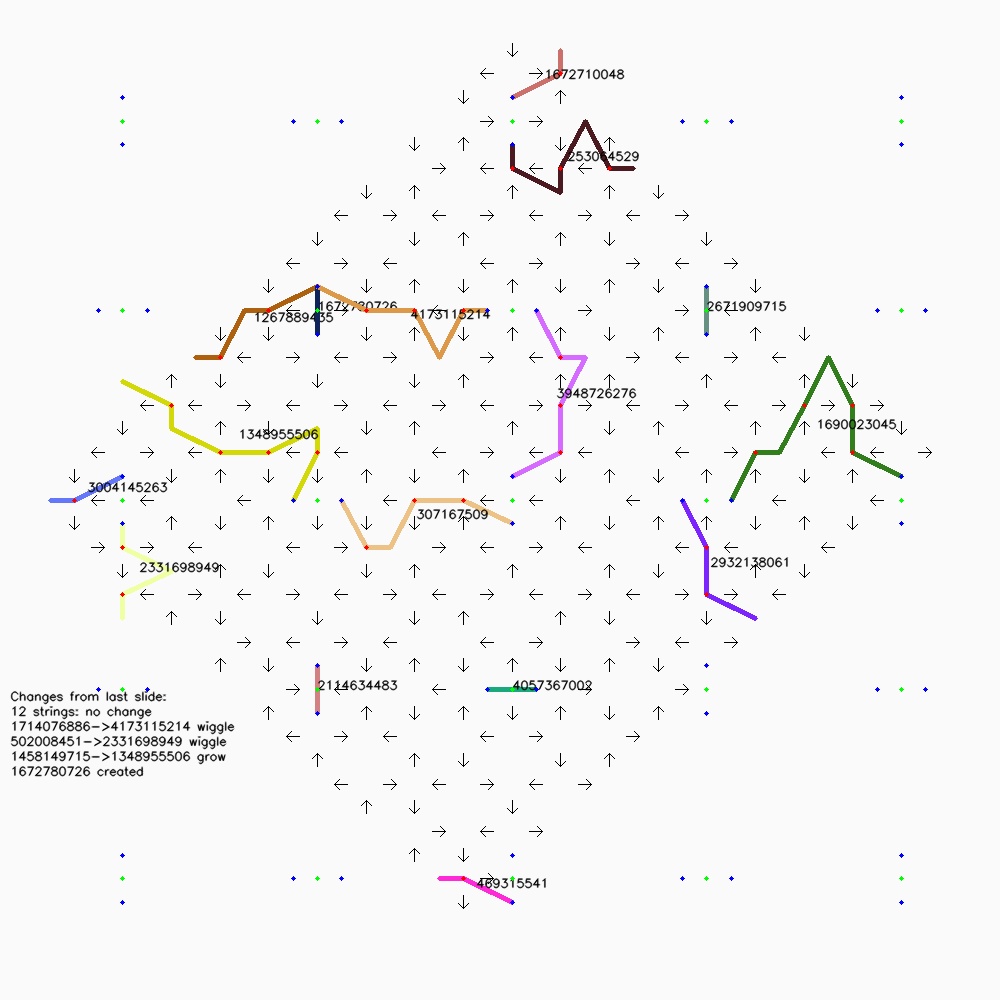 1672710048
253064529
1672780726
2671909715
1267889435
4173115214
3948726276
1690023045
1348955506
3004145263
307167509
2932138061
2331698949
2114634483
4057367002
Changes from last slide:
12 strings: no change
1714076886->4173115214 wiggle
502008451->2331698949 wiggle
1458149715->1348955506 grow
1672780726 created
469315541